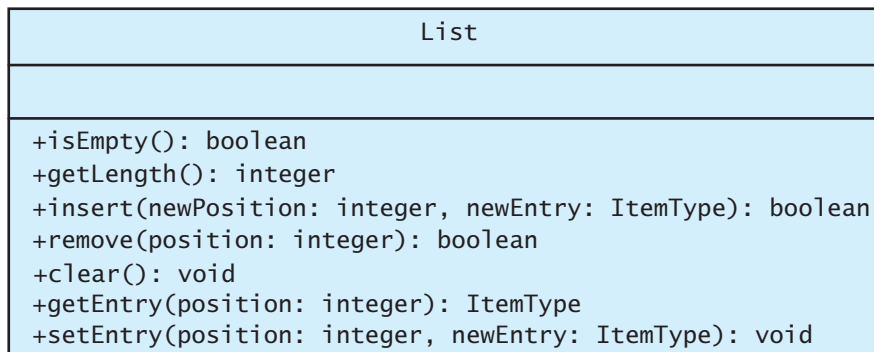 List
+isEmpty(): boolean
+getLength(): integer
+insert(newPosition: integer, newEntry: ItemType): boolean
+remove(position: integer): boolean
+clear(): void
+getEntry(position: integer): ItemType
+setEntry(position: integer, newEntry: ItemType): void